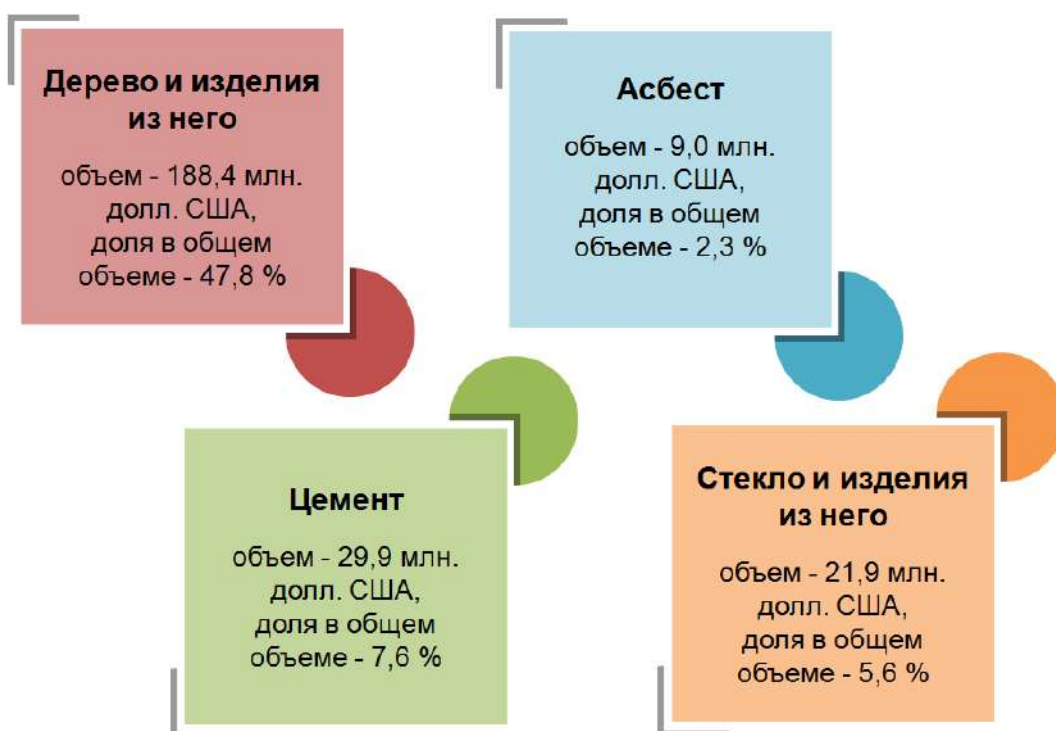 Дерево и изделия
из него
объем - 188,4 млн.
долл. США,
доля в общем
объеме - 47,8 %
Асбест
объем - 9,0 млн.
долл. США,
доля в общем
объеме - 2,3 %
Цемент
объем - 29,9 млн.
долл. США,
доля в общем
объеме - 7,6 %
Стекло и изделия
из него
объем - 21,9 млн.
долл. США,
доля в общем
объеме - 5,6 %